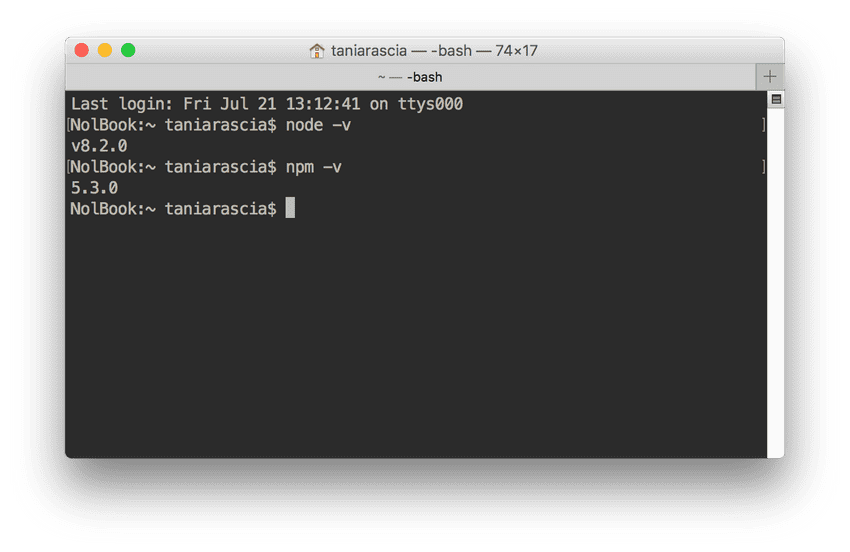 taniarascia — -bash — 74×17
~ — -bash
Last login: Fri Jul 21 13:12:41 on ttys000
[NolBook:~ taniarascia$ node -v ]
v8.2.0
[NolBook:~ taniarascia$ npm -v ]
5.3.0
NolBook:~ taniarascia$